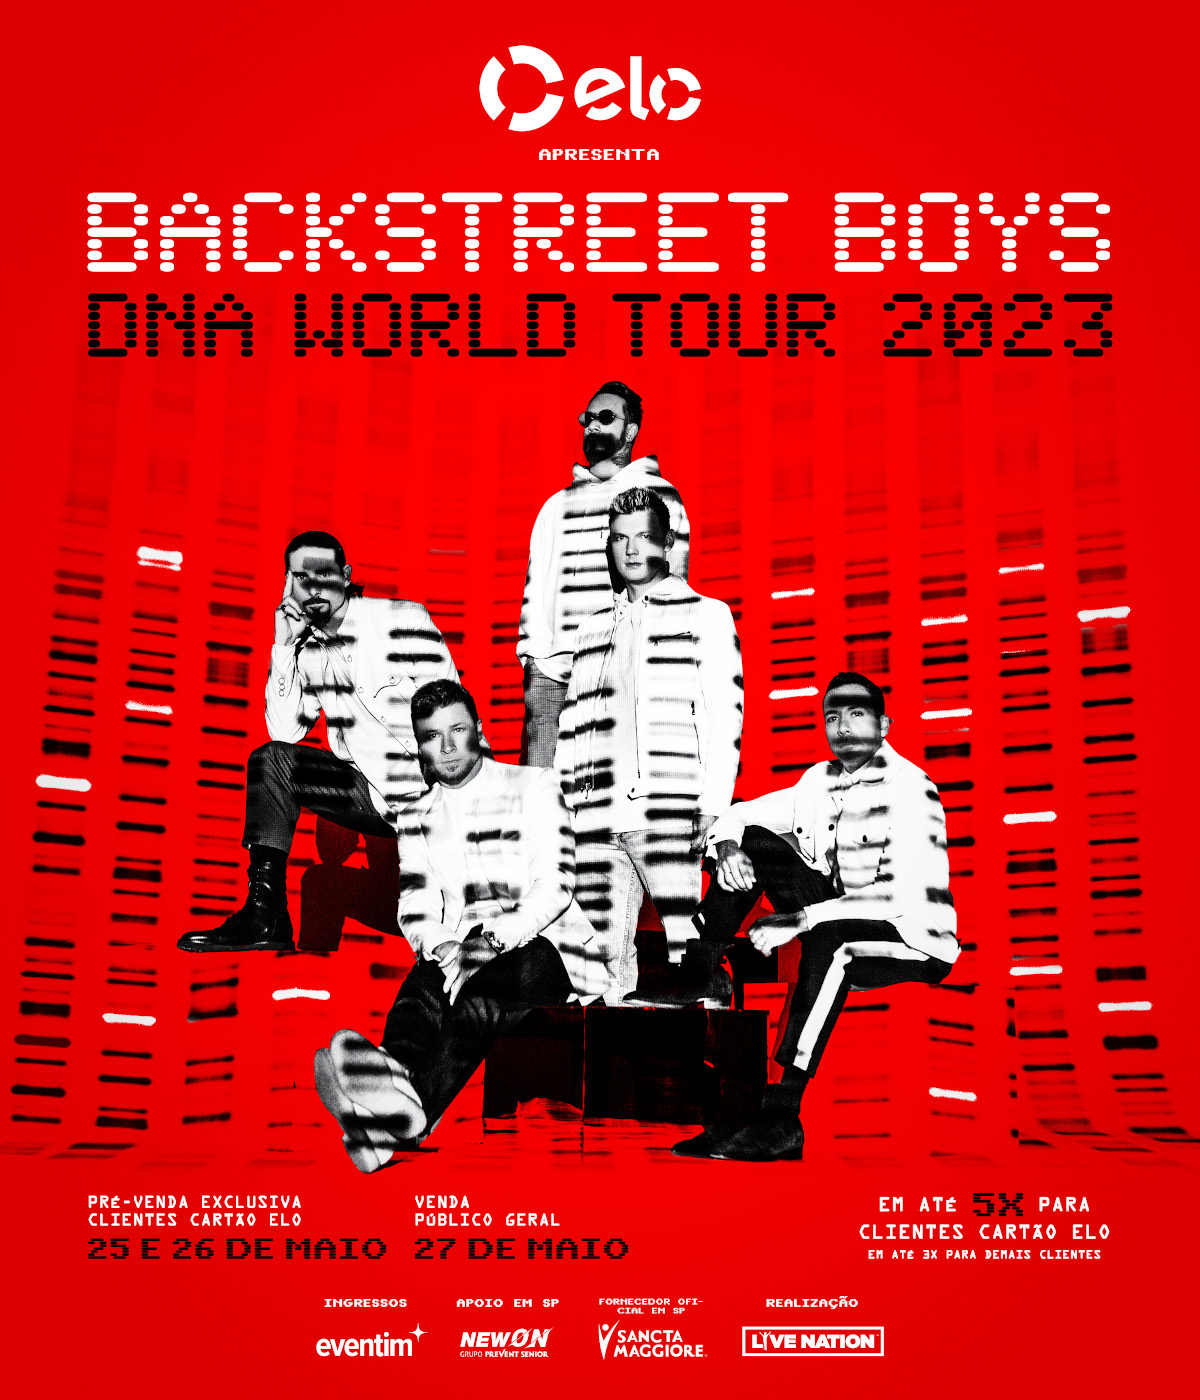 elo
APRESENTA
BACKSTREET BOYS
DNA WORLD TOUR 2023
PRÉ-VENDA EXCLUSIVA
CLIENTES CARTÃO ELO
25 E 26 DE MAIO
VENDA
PÚBLICO GERAL
27 DE MAIO
EM ATÉ 5X PARA
CLIENTES CARTÃO ELO
EM ATÉ 3X PARA DEMAIS CLIENTES
INGRESSOS
eventim
APOIO EM SP
NEWON
GRUPO PREVENT SENIOR
FORNECEDOR OFI-
CIAL EM SP
SANCTA
MAGGIORE
REALIZAÇÃO
LIVE NATION